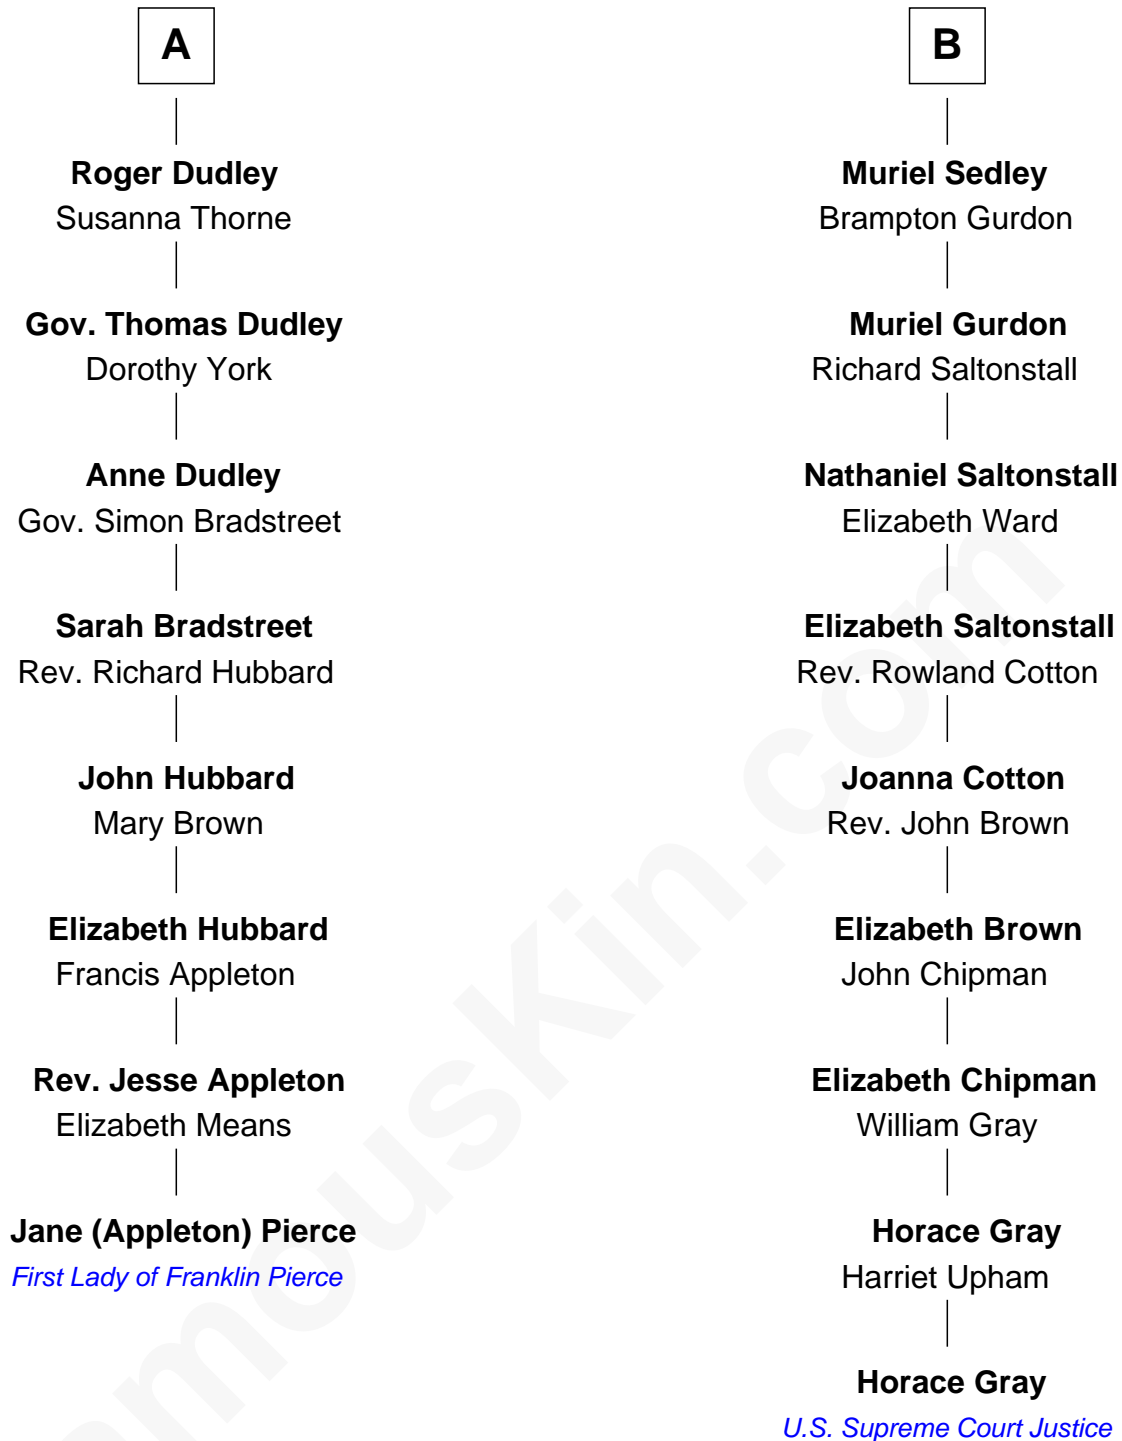 A
Roger Dudley
Susanna Thorne
Gov. Thomas Dudley
Dorothy York
Anne Dudley
Gov. Simon Bradstreet
Sarah Bradstreet
Rev. Richard Hubbard
John Hubbard
Mary Brown
Elizabeth Hubbard
Francis Appleton
Rev. Jesse Appleton
Elizabeth Means
Jane (Appleton) Pierce
First Lady of Franklin Pierce
B
Muriel Sedley
Brampton Gurdon
Muriel Gurdon
Richard Saltonstall
Nathaniel Saltonstall
Elizabeth Ward
Elizabeth Saltonstall
Rev. Rowland Cotton
Joanna Cotton
Rev. John Brown
Elizabeth Brown
John Chipman
Elizabeth Chipman
William Gray
Horace Gray
Harriet Upham
Horace Gray
U.S. Supreme Court Justice
amouskin.com